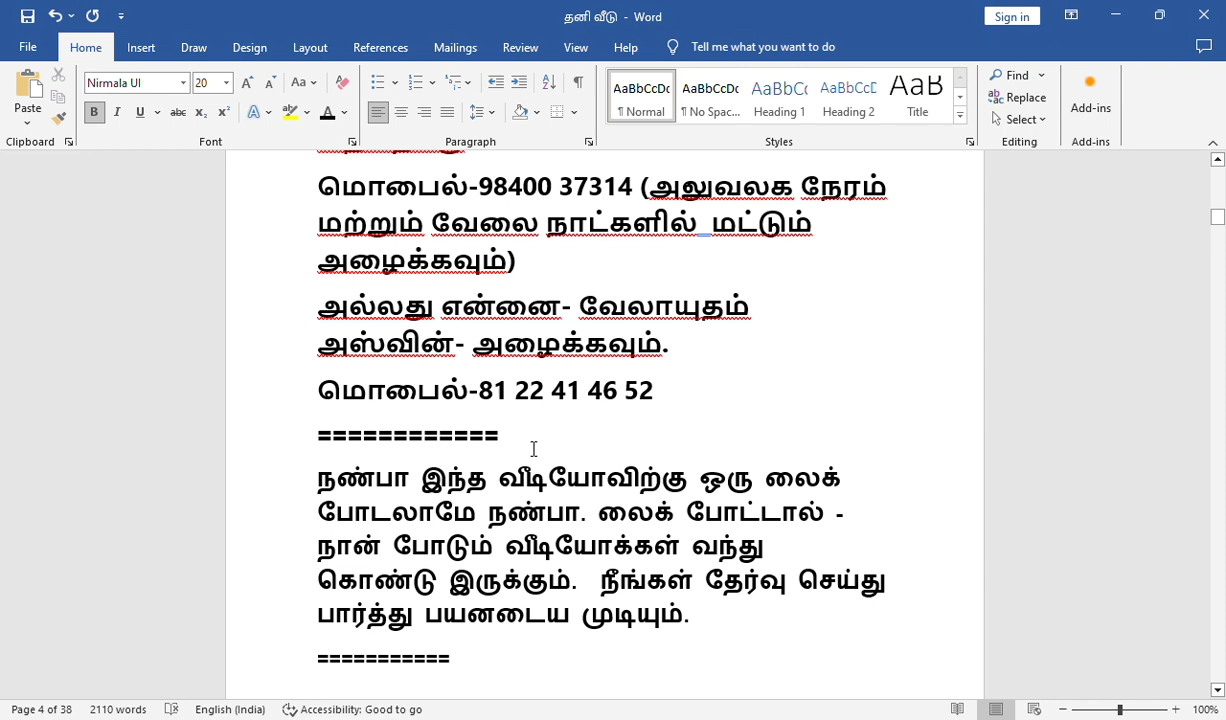 தனி வீடு - Word
Sign in
File Home Insert Draw Design Layout References Mailings Review View Help Tell me what you want to do
Paste
Nirmala UI 20 A A Aa A
B I U abc x₂ x² A A
AaBbCcDc AaBbCcDc AaBbCc AaBbCcD AaB
¶ Normal ¶ No Spac... Heading 1 Heading 2 Title
Find
Replace
Select
Add-ins
Clipboard Font Paragraph Styles Editing Add-ins
மொபைல்-98400 37314 (அலுவலக நேரம்
மற்றும் வேலை நாட்களில் மட்டும்
அழைக்கவும்)
அல்லது என்னை- வேலாயுதம்
அஸ்வின்- அழைக்கவும்.
மொபைல்-81 22 41 46 52
============
நண்பா இந்த வீடியோவிற்கு ஒரு லைக்
போடலாமே நண்பா. லைக் போட்டால் -
நான் போடும் வீடியோக்கள் வந்து
கொண்டு இருக்கும். நீங்கள் தேர்வு செய்து
பார்த்து பயனடைய முடியும்.
===========
Page 4 of 38 2110 words English (India) Accessibility: Good to go 100%